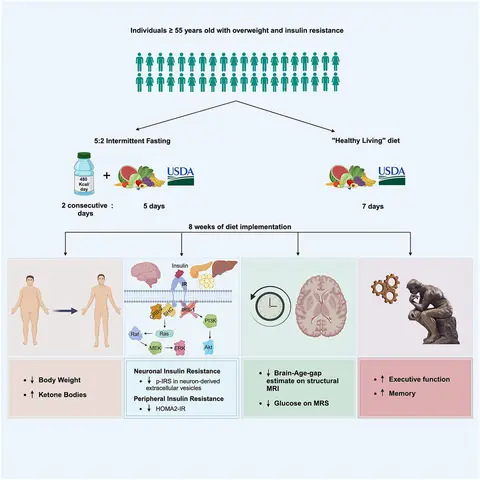 Individuals ≥ 55 years old with overweight and insulin resistance
5:2 Intermittent Fasting
"Healthy Living" diet
480
Kcal/
day
+
USDA
USDA
2 consecutive :
days
5 days
7 days
8 weeks of diet implementation
Insulin
IR
IRS-1
PI3K
Raf
Ras
MEK
ERK
Akt
• ↓ Body Weight
• ↑ Ketone Bodies
Neuronal Insulin Resistance
• ↓ p-IRS in neuron-derived
extracellular vesicles
Peripheral Insulin Resistance
• ↓ HOMA2-IR
• ↓ Brain-Age-gap
estimate on structural
MRI
• ↓ Glucose on MRS
• ↑ Executive function
• ↑ Memory